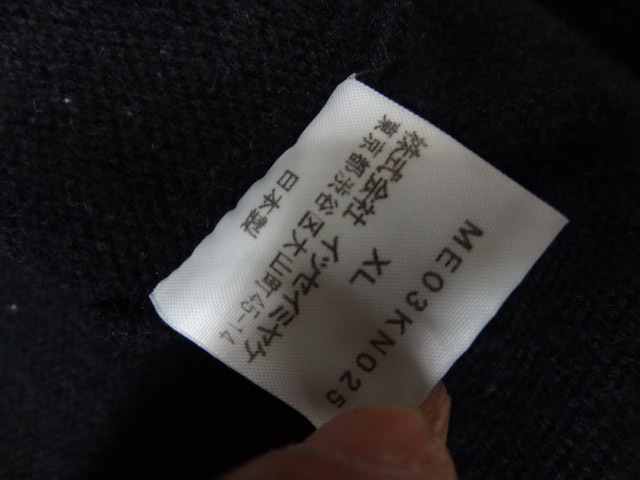 ME03KN025
XL
株式会社 イッセイミヤケ
東京都渋谷区大山町45-14
日本製